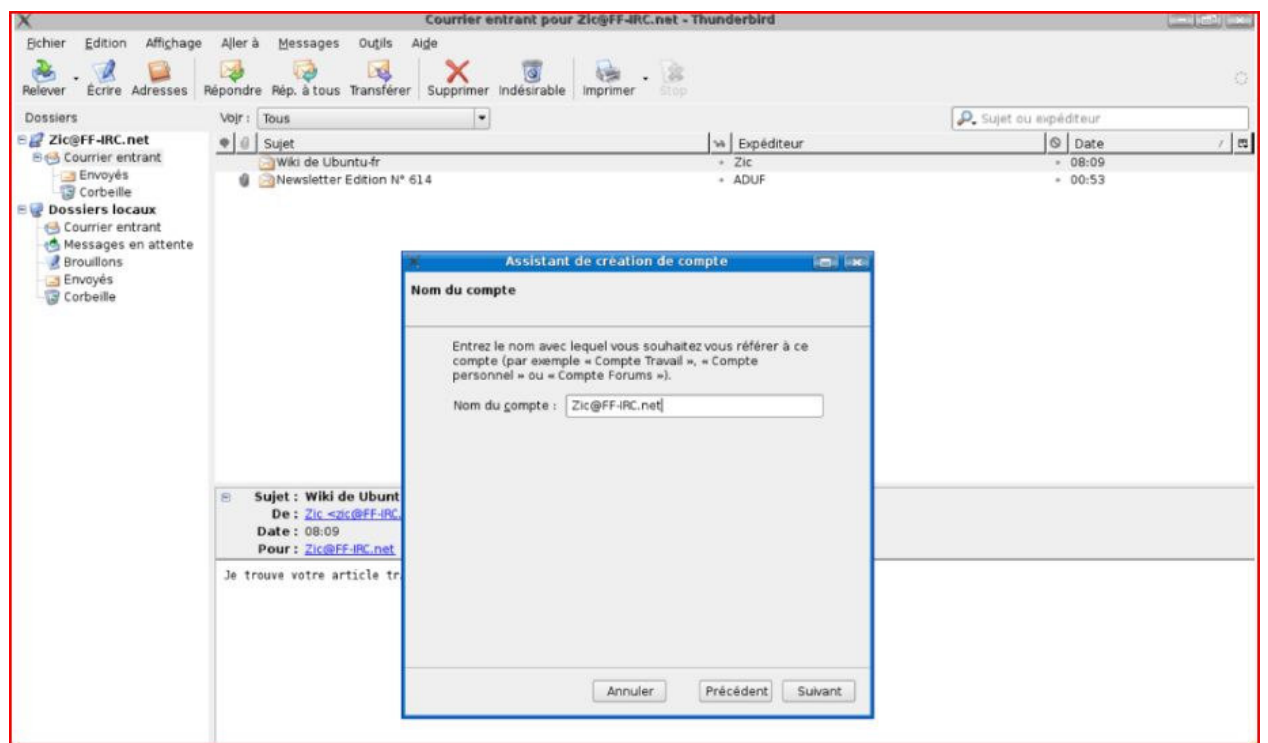 Courrier entrant pour Zic@FF-IRC.net - Thunderbird
Fichier Edition Affichage Aller à Messages Outils Aide
Relever Écrire Adresses Répondre Rép. à tous Transférer Supprimer Indésirable Imprimer Stop
Dossiers Voir : Tous Sujet ou expéditeur
Zic@FF-IRC.net Sujet Expéditeur Date
Courrier entrant Wiki de Ubuntu-fr Zic 08:09
Envoyés Newsletter Edition N° 614 ADUF 00:53
Corbeille
Dossiers locaux
Courrier entrant
Messages en attente
Brouillons
Envoyés
Corbeille
Assistant de création de compte
Nom du compte
Entrez le nom avec lequel vous souhaitez vous référer à ce
compte (par exemple « Compte Travail », « Compte
personnel » ou « Compte Forums »).
Nom du compte : Zic@FF-IRC.net
Annuler Précédent Suivant
Sujet : Wiki de Ubunt
De : Zic <zic@FF-IRC.
Date : 08:09
Pour : Zic@FF-IRC.net
Je trouve votre article tr